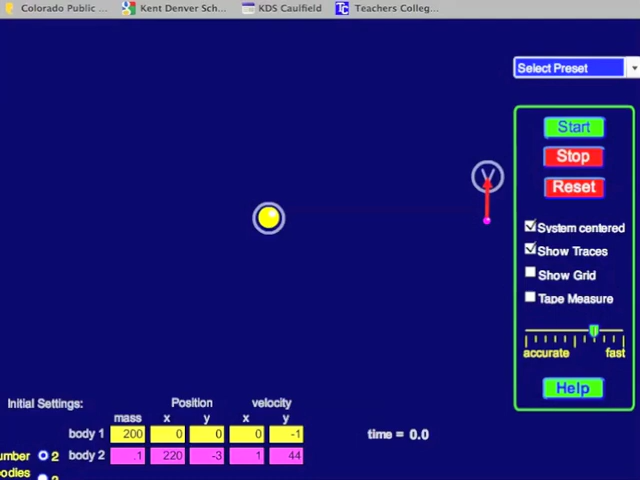 Colorado Public ... Kent Denver Sch... KDS Caulfield Teachers Colleg...
Select Preset
Start
Stop
Reset
System centered
Show Traces
Show Grid
Tape Measure
accurate fast
Help
V
Initial Settings: Position velocity
mass x y x y
body 1 200 0 0 0 -1
body 2 .1 220 -3 1 44
time = 0.0
umber 2
odies